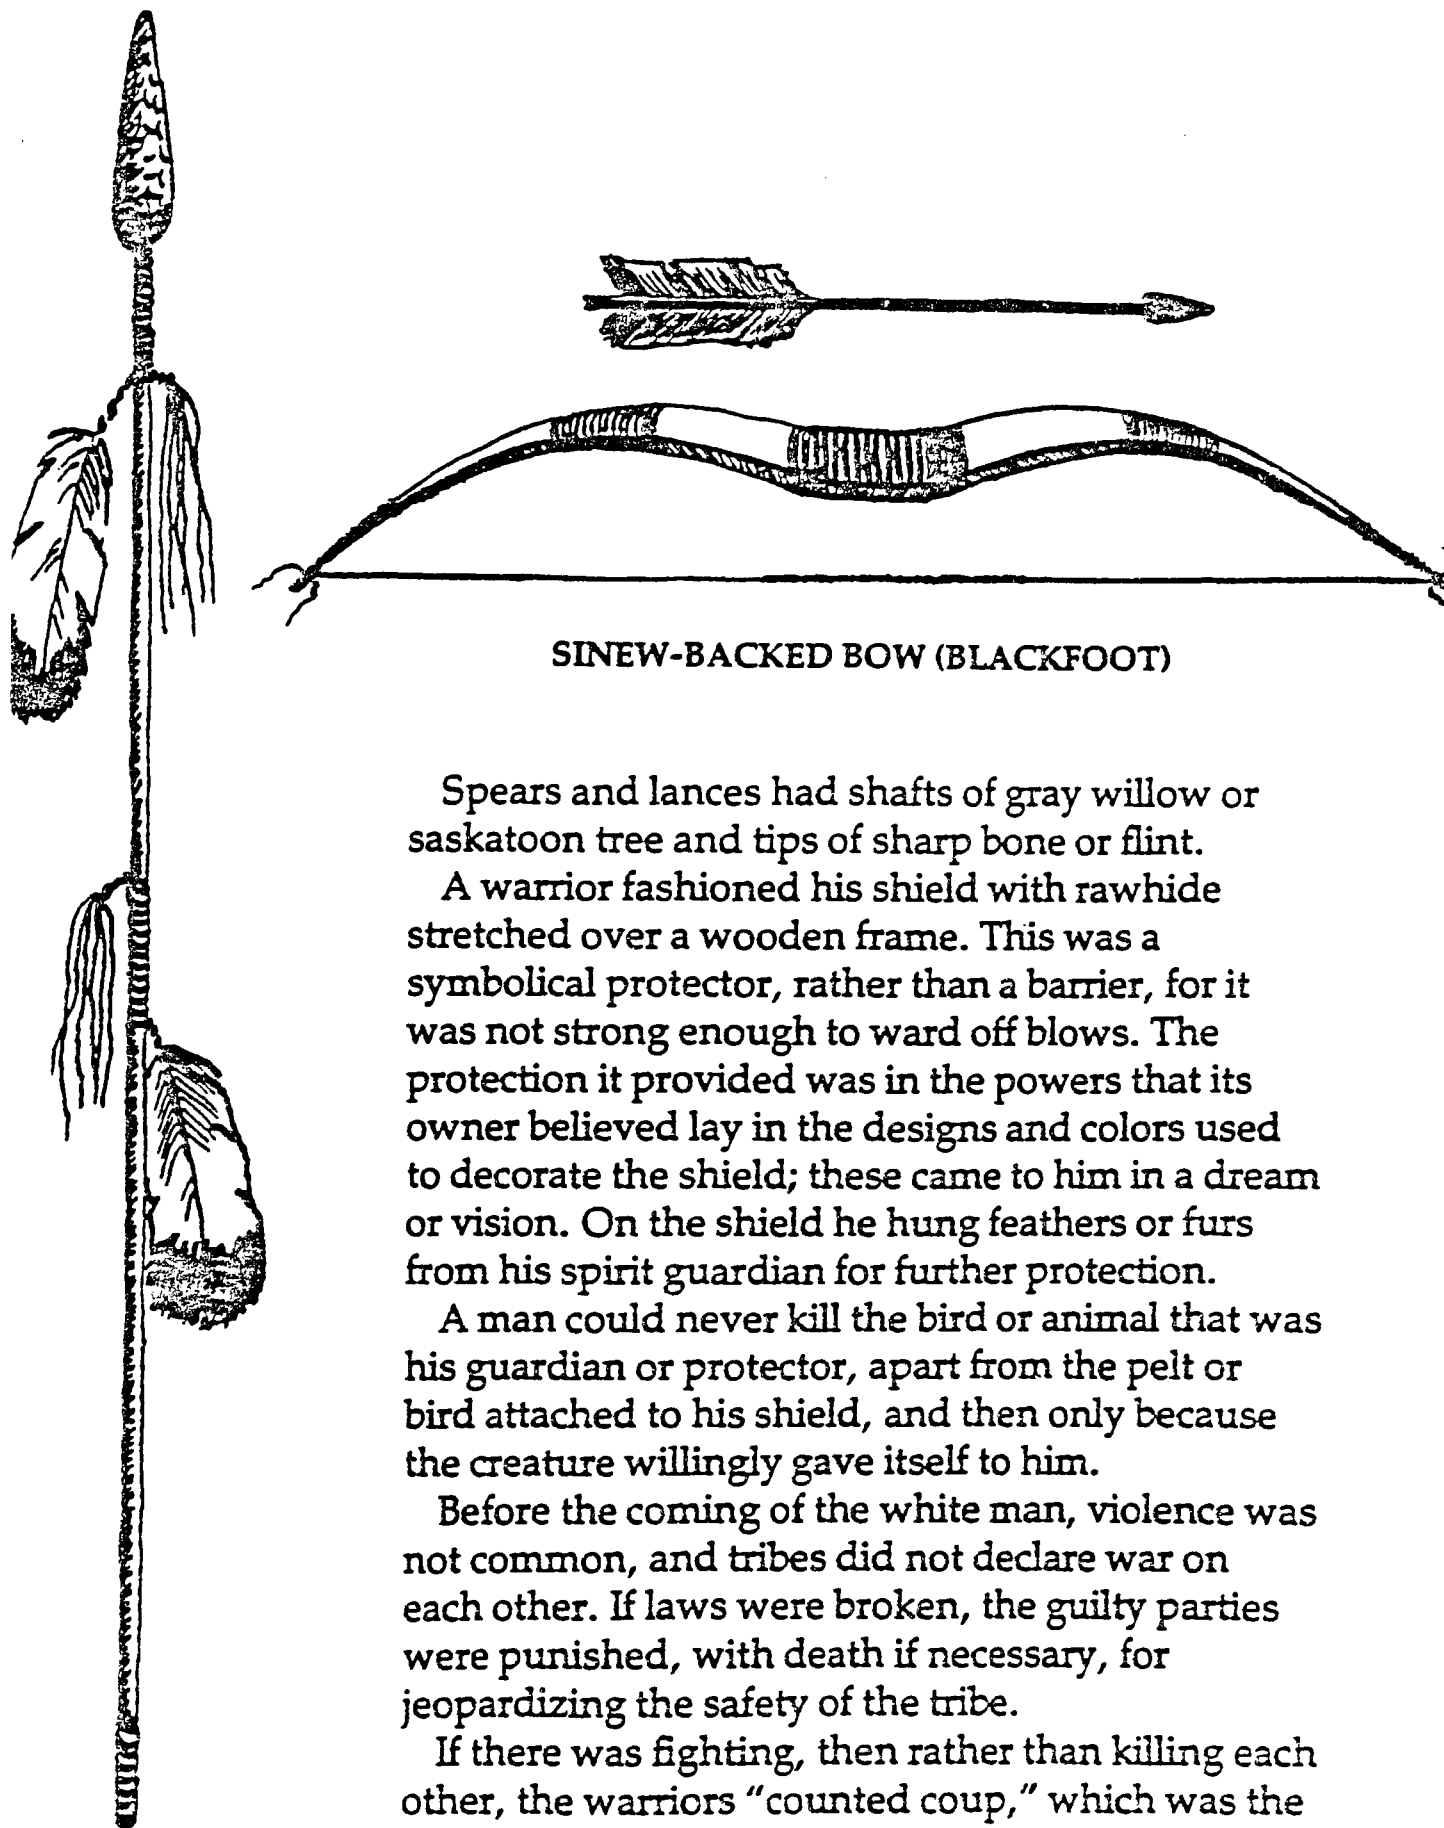 SINEW-BACKED BOW (BLACKFOOT)
Spears and lances had shafts of gray willow or
saskatoon tree and tips of sharp bone or flint.
A warrior fashioned his shield with rawhide
stretched over a wooden frame. This was a
symbolical protector, rather than a barrier, for it
was not strong enough to ward off blows. The
protection it provided was in the powers that its
owner believed lay in the designs and colors used
to decorate the shield; these came to him in a dream
or vision. On the shield he hung feathers or furs
from his spirit guardian for further protection.
A man could never kill the bird or animal that was
his guardian or protector, apart from the pelt or
bird attached to his shield, and then only because
the creature willingly gave itself to him.
Before the coming of the white man, violence was
not common, and tribes did not declare war on
each other. If laws were broken, the guilty parties
were punished, with death if necessary, for
jeopardizing the safety of the tribe.
If there was fighting, then rather than killing each
other, the warriors "counted coup," which was the